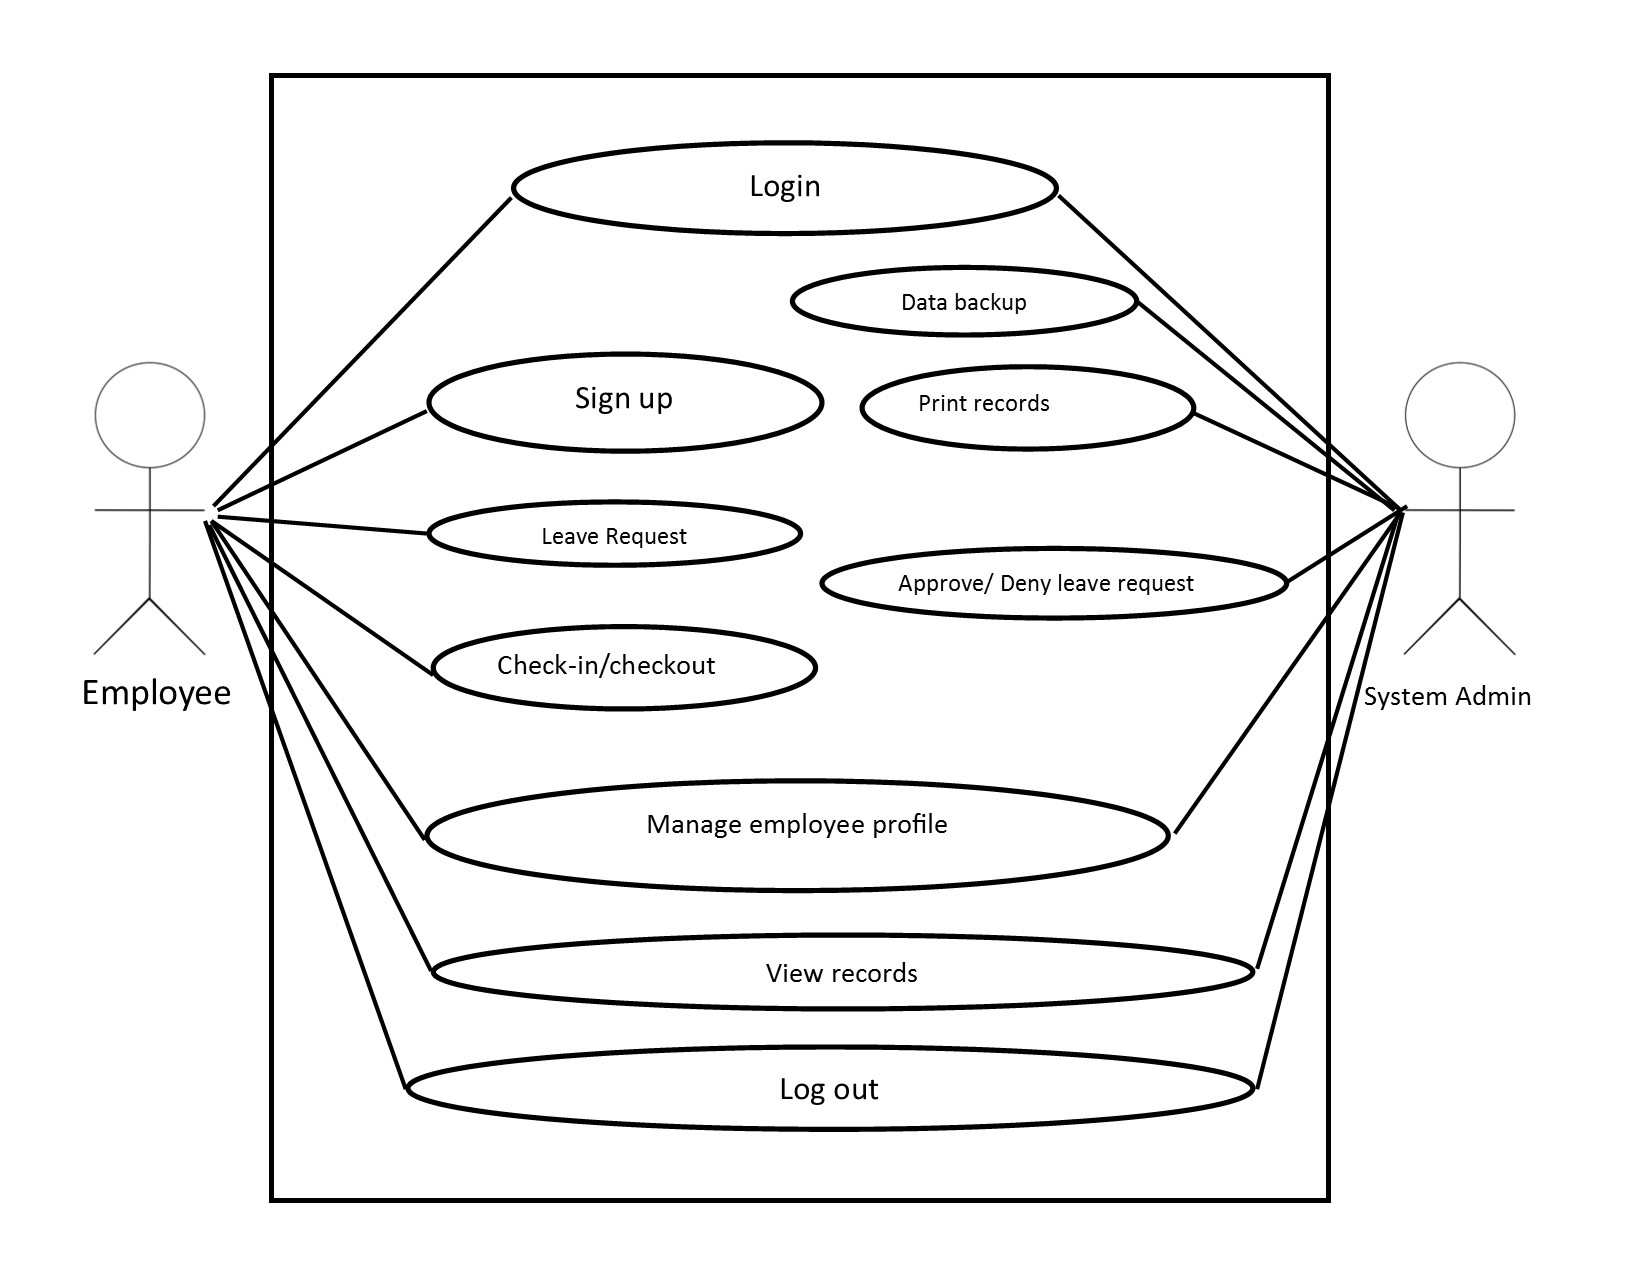 Login
Data backup
Sign up
Print records
Leave Request
Approve/ Deny leave request
Check-in/checkout
Employee
System Admin
Manage employee profile
View records
Log out